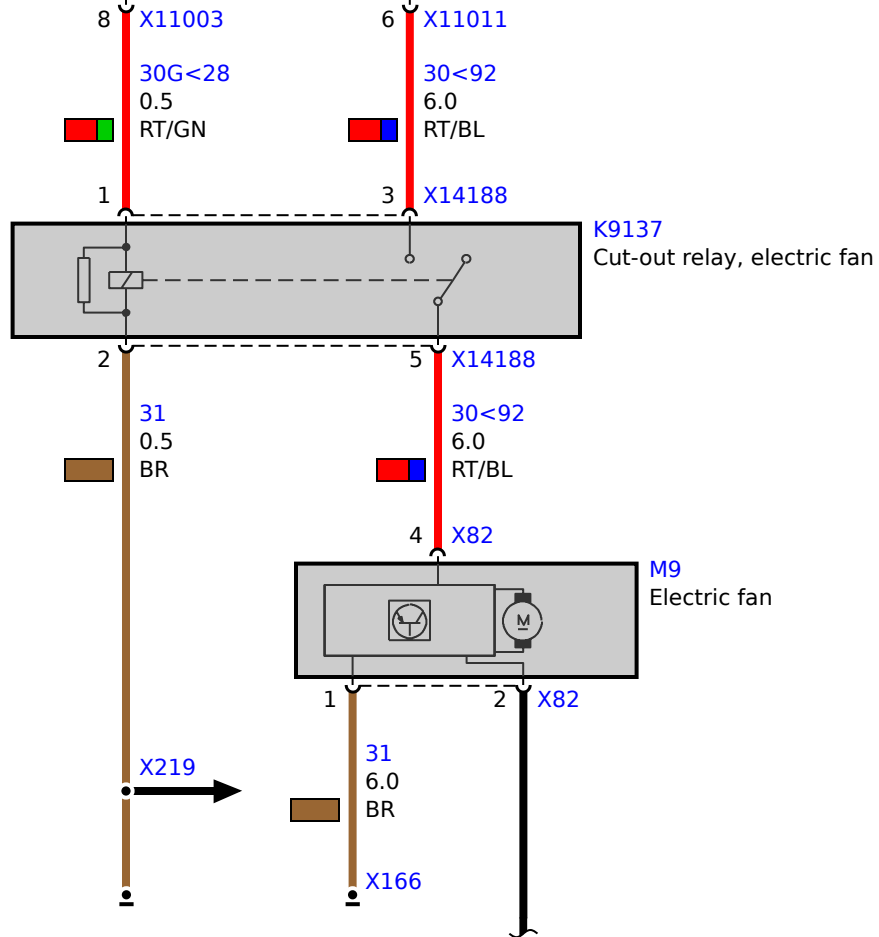 8 X11003
6 X11011
30G<28
0.5
RT/GN
30<92
6.0
RT/BL
1
3 X14188
K9137
Cut-out relay, electric fan
2
5 X14188
31
0.5
BR
30<92
6.0
RT/BL
4 X82
M9
Electric fan
M
1
2 X82
31
6.0
BR
X219
X166